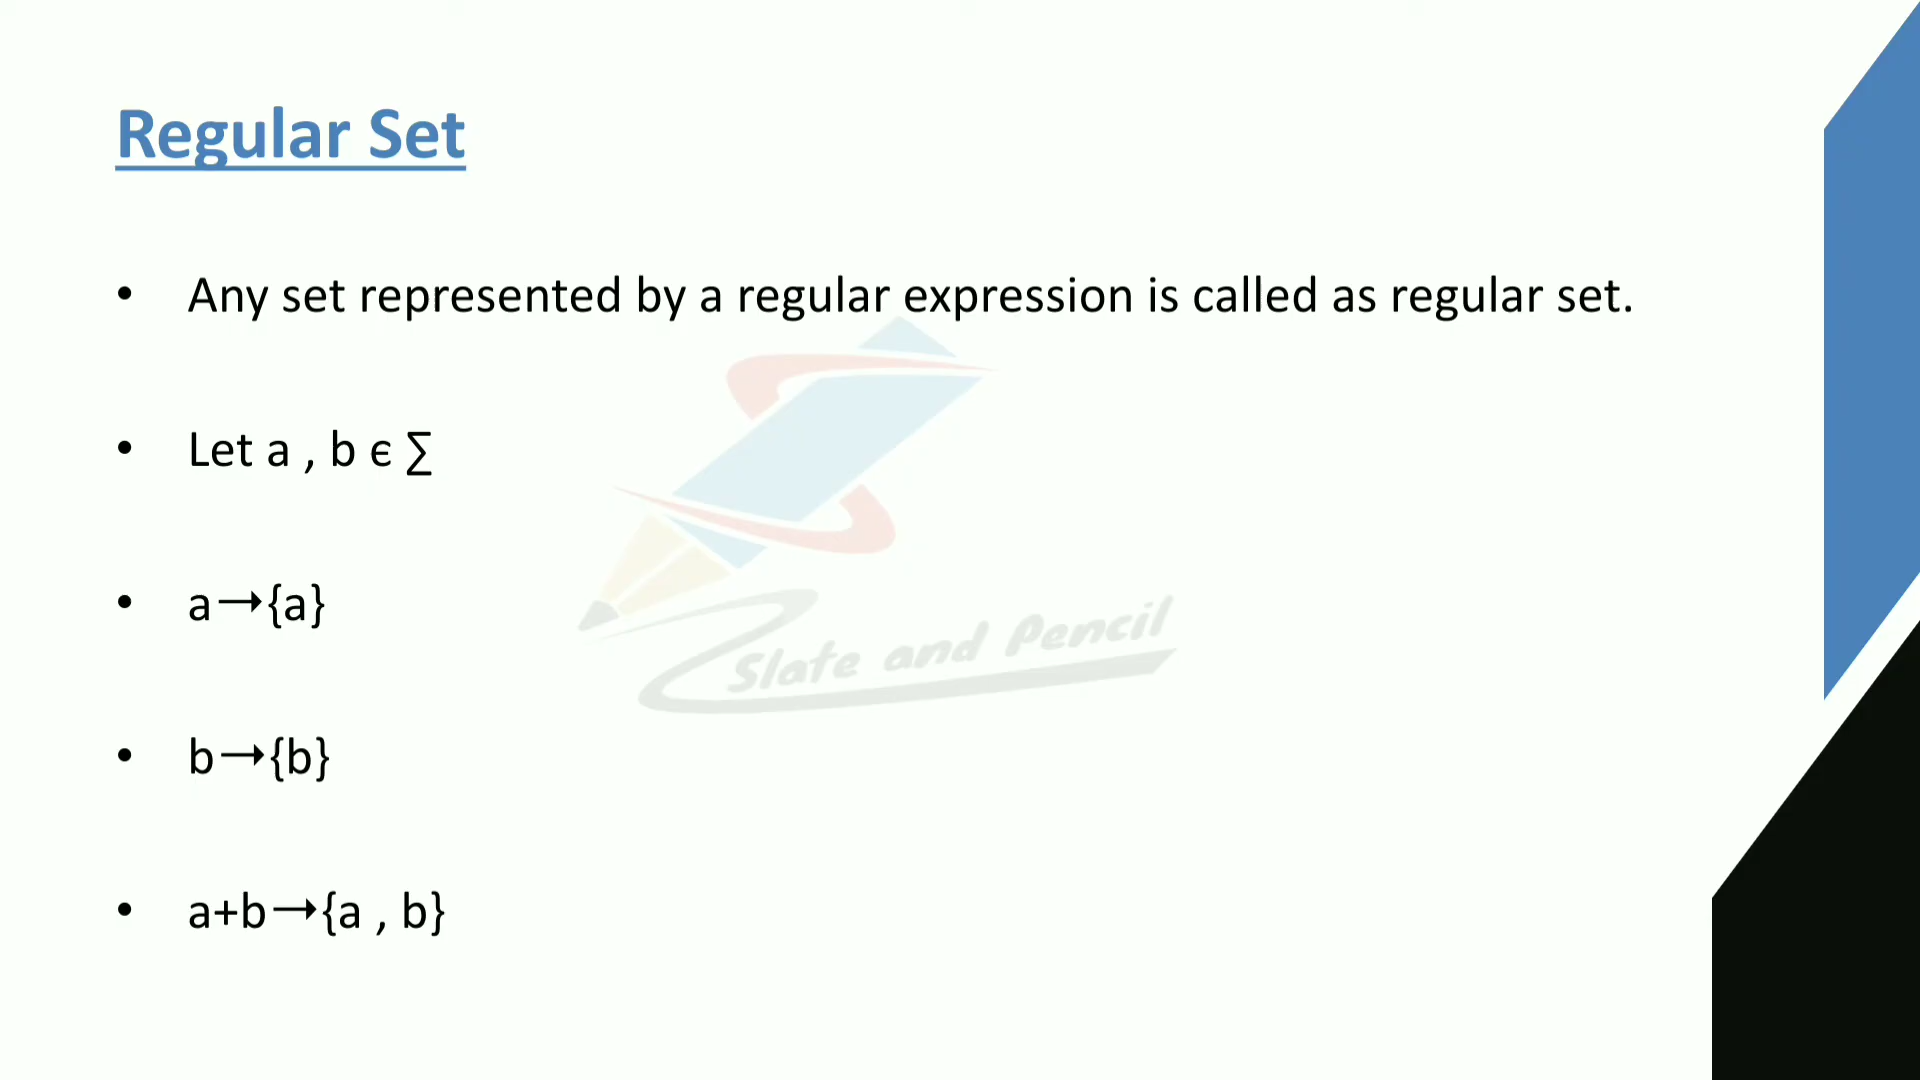 Regular Set
• Any set represented by a regular expression is called as regular set.
• Let a , b ϵ ∑
• a→{a}
Slate and Pencil
• b→{b}
• a+b→{a , b}